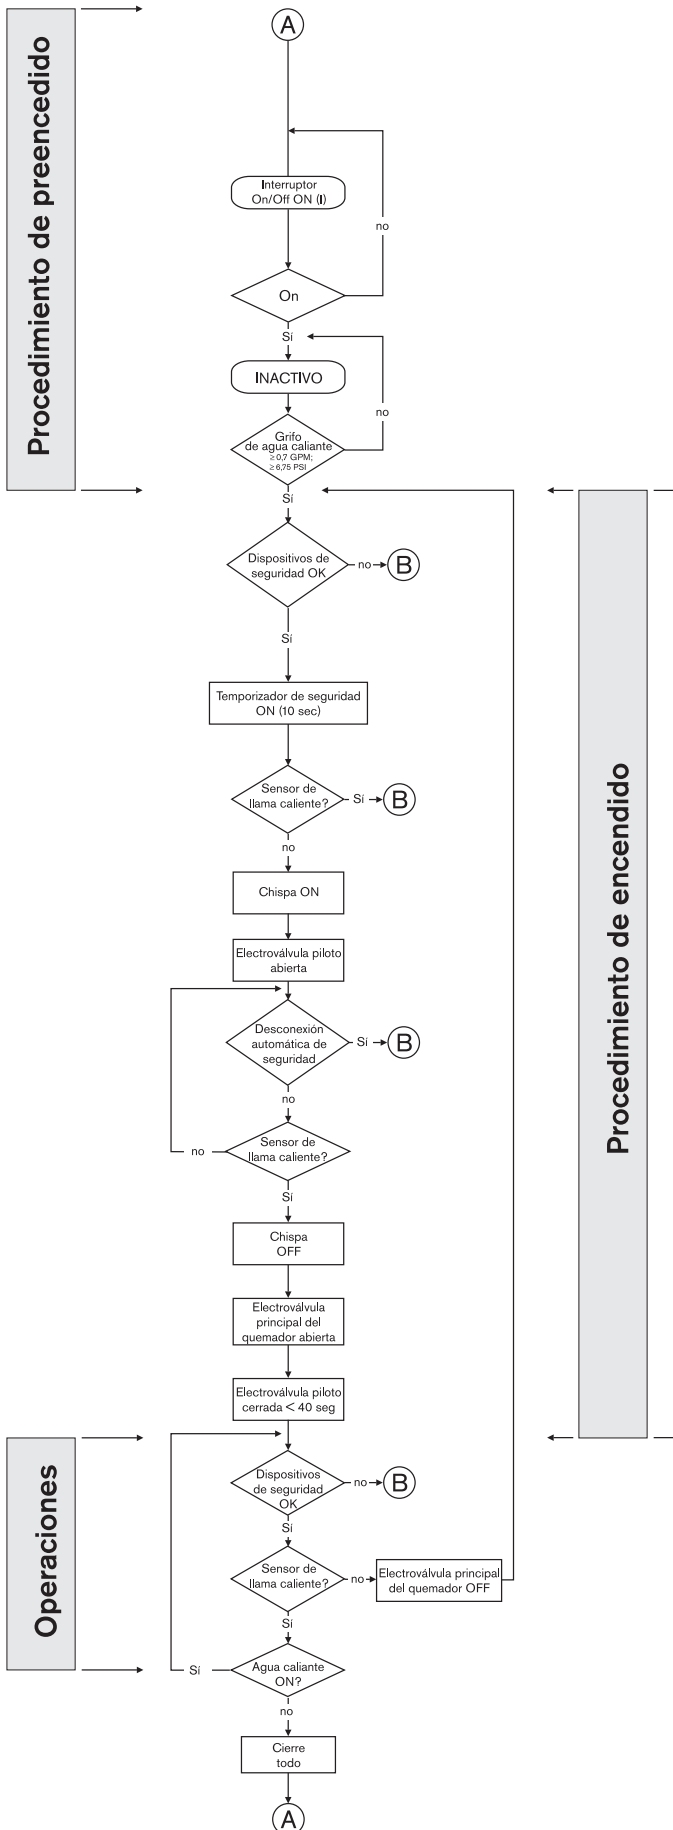 Procedimiento de preencedido
A
Interruptor
On/Off ON (I)
no
On
Sí
INACTIVO
no
Grifo
de agua caliente
≥ 0,7 GPM;
≥ 6,75 PSI
Sí
Procedimiento de encendido
Dispositivos de
seguridad OK
no
B
Sí
Temporizador de seguridad
ON (10 sec)
Sensor de
llama caliente?
Sí
B
no
Chispa ON
Electroválvula piloto
abierta
Desconexión
automática de
seguridad
Sí
B
no
Sensor de
llama caliente?
no
Sí
Chispa
OFF
Electroválvula
principal del
quemador abierta
Electroválvula piloto
cerrada < 40 seg
Operaciones
Dispositivos
de seguridad
OK
no
B
Sí
Sensor de
llama caliente?
no
Electroválvula principal
del quemador OFF
Sí
Agua caliante
ON?
Sí
no
Cierre
todo
A